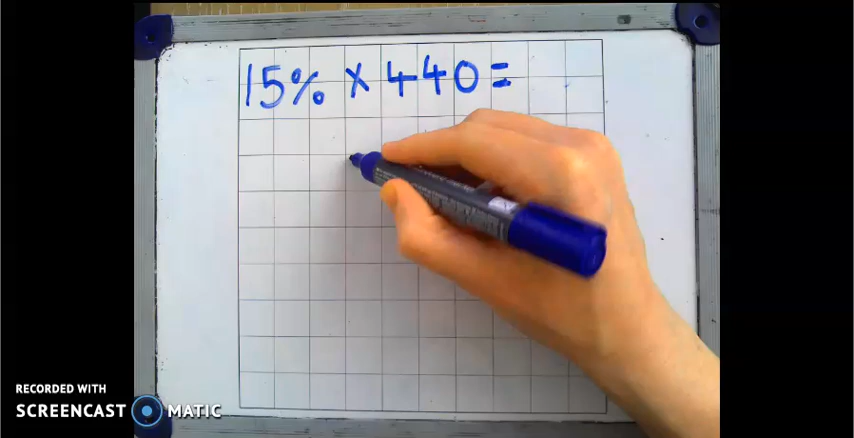 15% × 440 =
RECORDED WITH
SCREENCAST MATIC